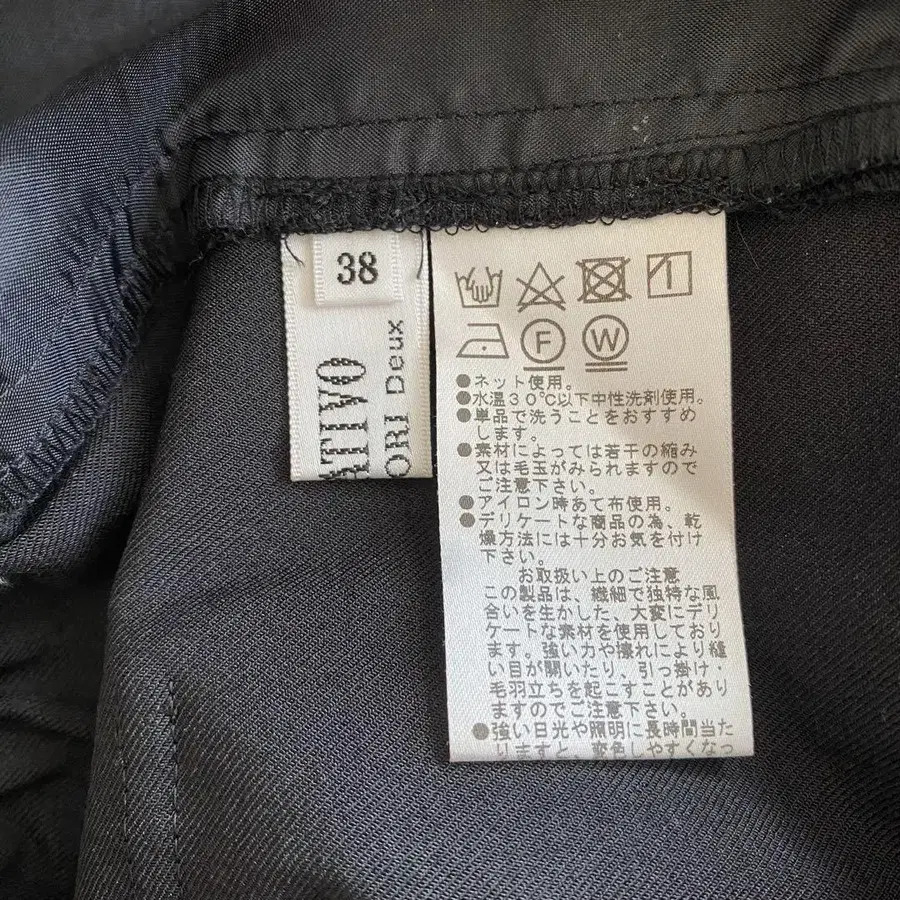 38
ATIVO
ORI Deux
F
W
●ネット使用。
●水温30℃以下中性洗剤使用。
●単品で洗うことをおすすめ
します。
●素材によっては若干の縮み
又は毛玉がみられますので
ご注意下さい。
●アイロン時あて布使用。
●デリケートな商品の為、乾
燥方法には十分お気を付け
下さい。
お取扱い上のご注意
この製品は、繊細で独特な風
合いを生かした、大変にデリ
ケートな素材を使用しており
ます。強い力や擦れにより縫
い目が開いたり、引っ掛け・
毛羽立ちを起こすことがあり
ますのでご注意下さい。
●強い日光や照明に長時間当た
りますと、変色しやすくなっ